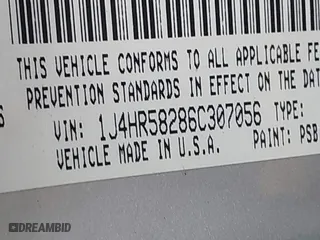 THIS VEHICLE CONFORMS TO ALL APPLICABLE FE
PREVENTION STANDARDS IN EFFECT ON THE DAT
S
VIN: 1J4HR58286C307056 TYPE:
VEHICLE MADE IN U.S.A. PAINT: PSB
DREAMBID